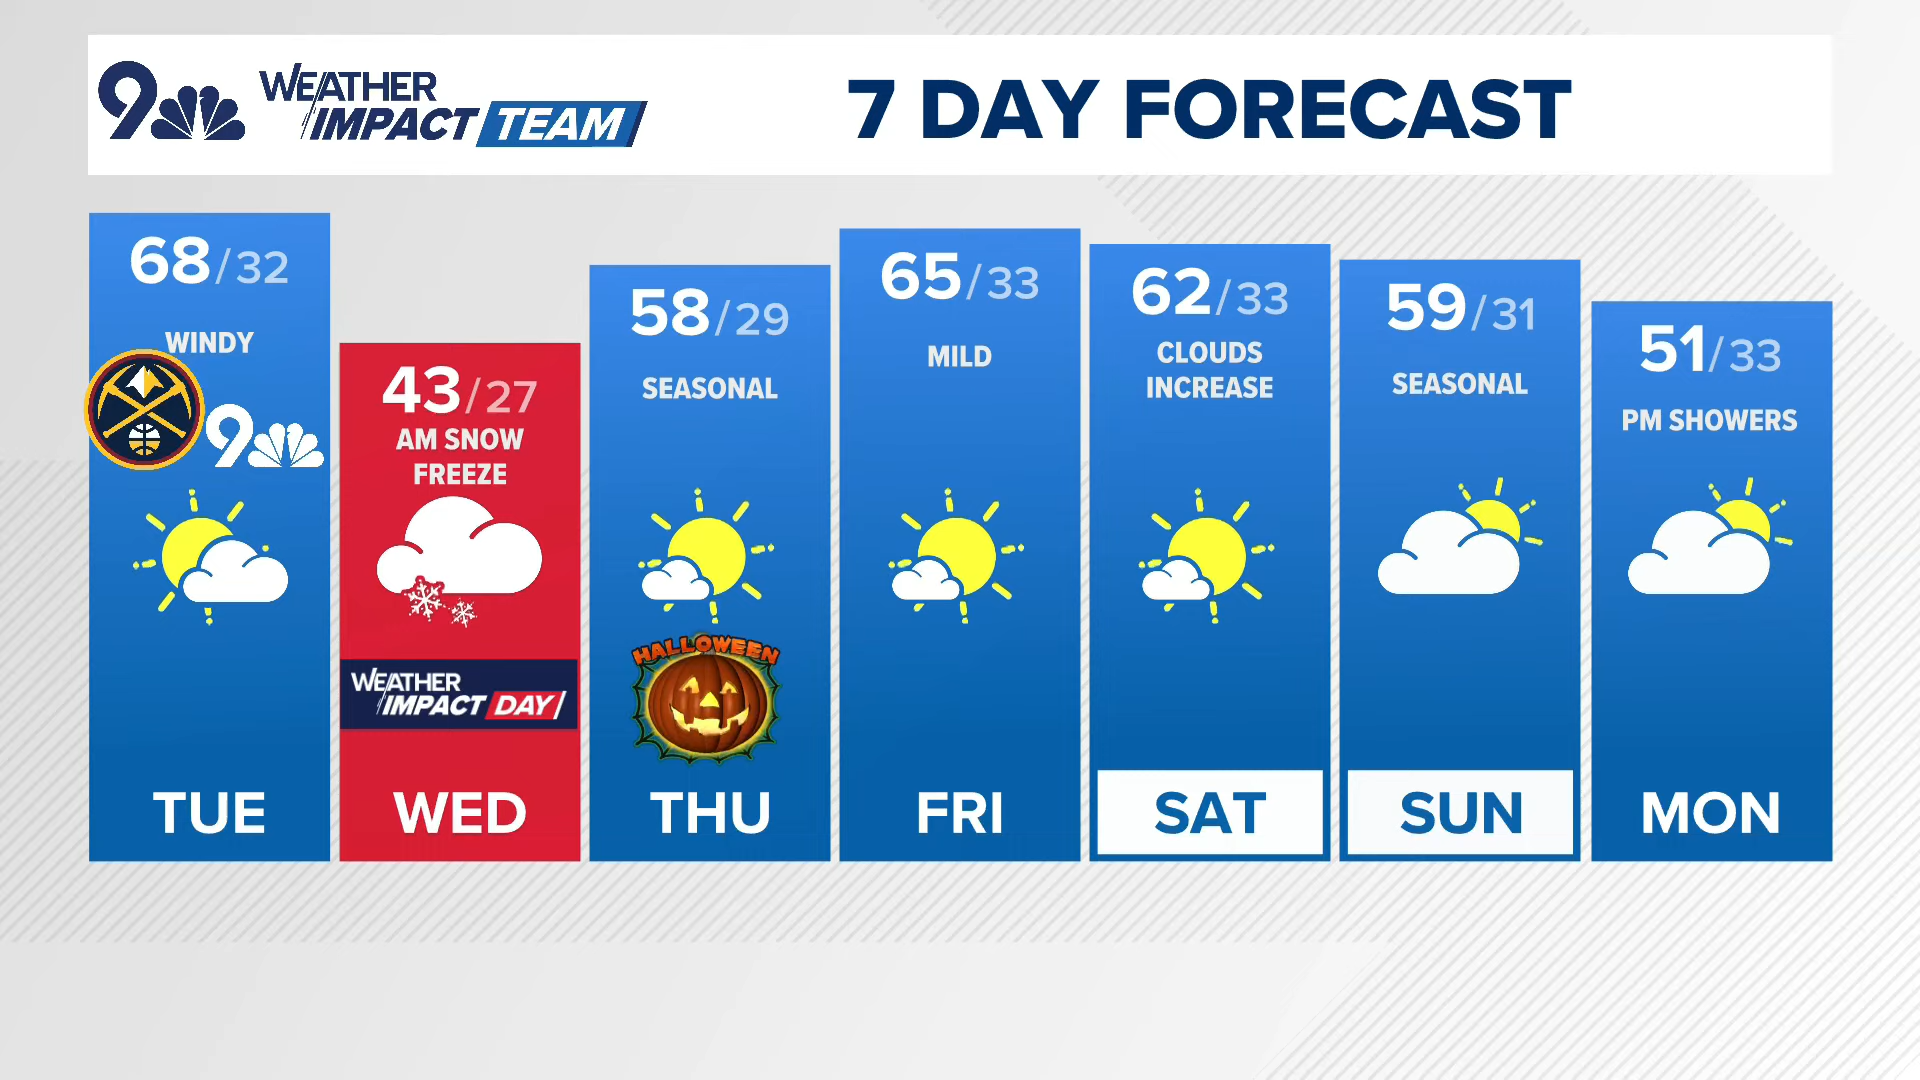 9
WEATHER
IMPACT TEAM
7 DAY FORECAST
68/32
WINDY
9
TUE
43/27
AM SNOW
FREEZE
WEATHER
IMPACT DAY
WED
58/29
SEASONAL
HALLOWEEN
THU
65/33
MILD
FRI
62/33
CLOUDS
INCREASE
SAT
59/31
SEASONAL
SUN
51/33
PM SHOWERS
MON